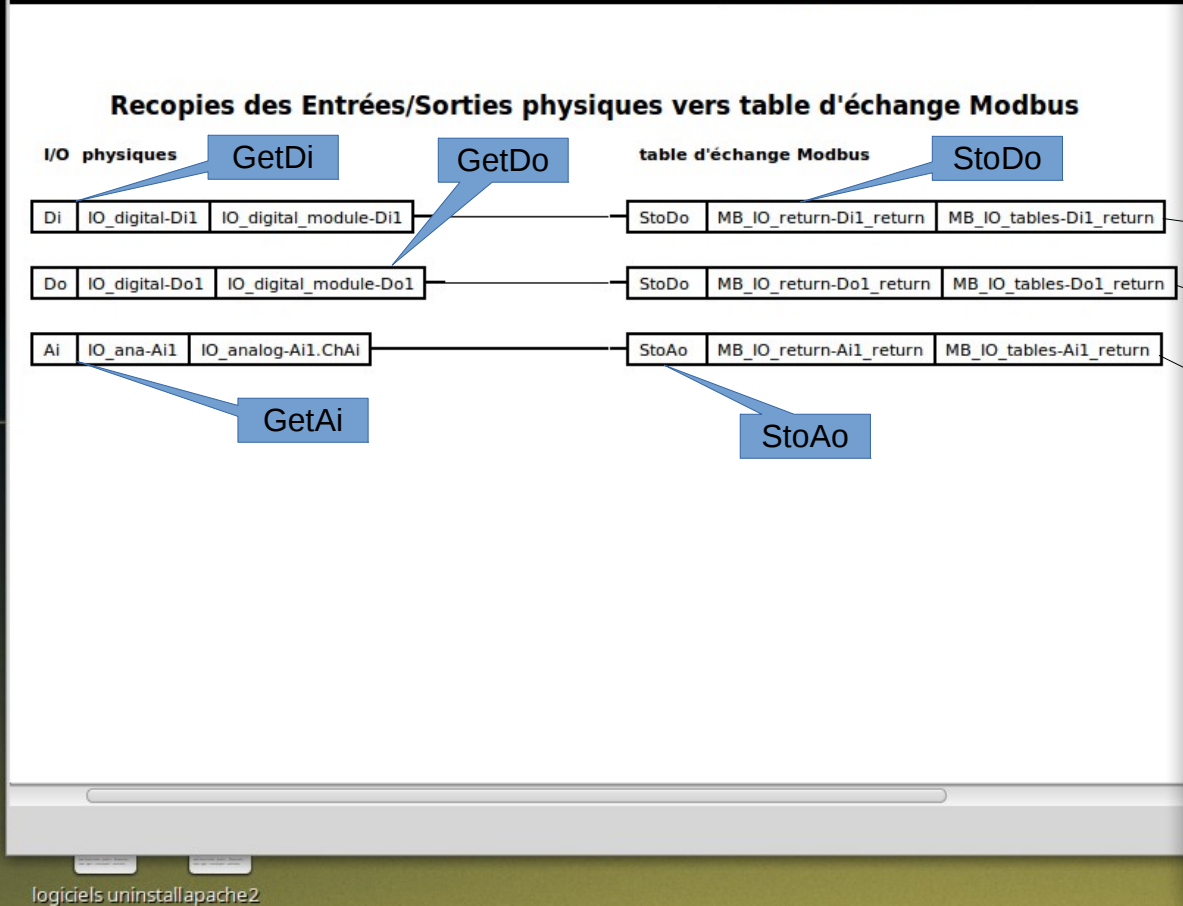 Recopies des Entrées/Sorties physiques vers table d'échange Modbus
I/O physiques GetDi GetDo table d'échange Modbus StoDo
Di IO_digital-Di1 IO_digital_module-Di1 StoDo MB_IO_return-Di1_return MB_IO_tables-Di1_return
Do IO_digital-Do1 IO_digital_module-Do1 StoDo MB_IO_return-Do1_return MB_IO_tables-Do1_return
Ai IO_ana-Ai1 IO_analog-Ai1.ChAi StoAo MB_IO_return-Ai1_return MB_IO_tables-Ai1_return
GetAi StoAo
logiciels uninstallapache2